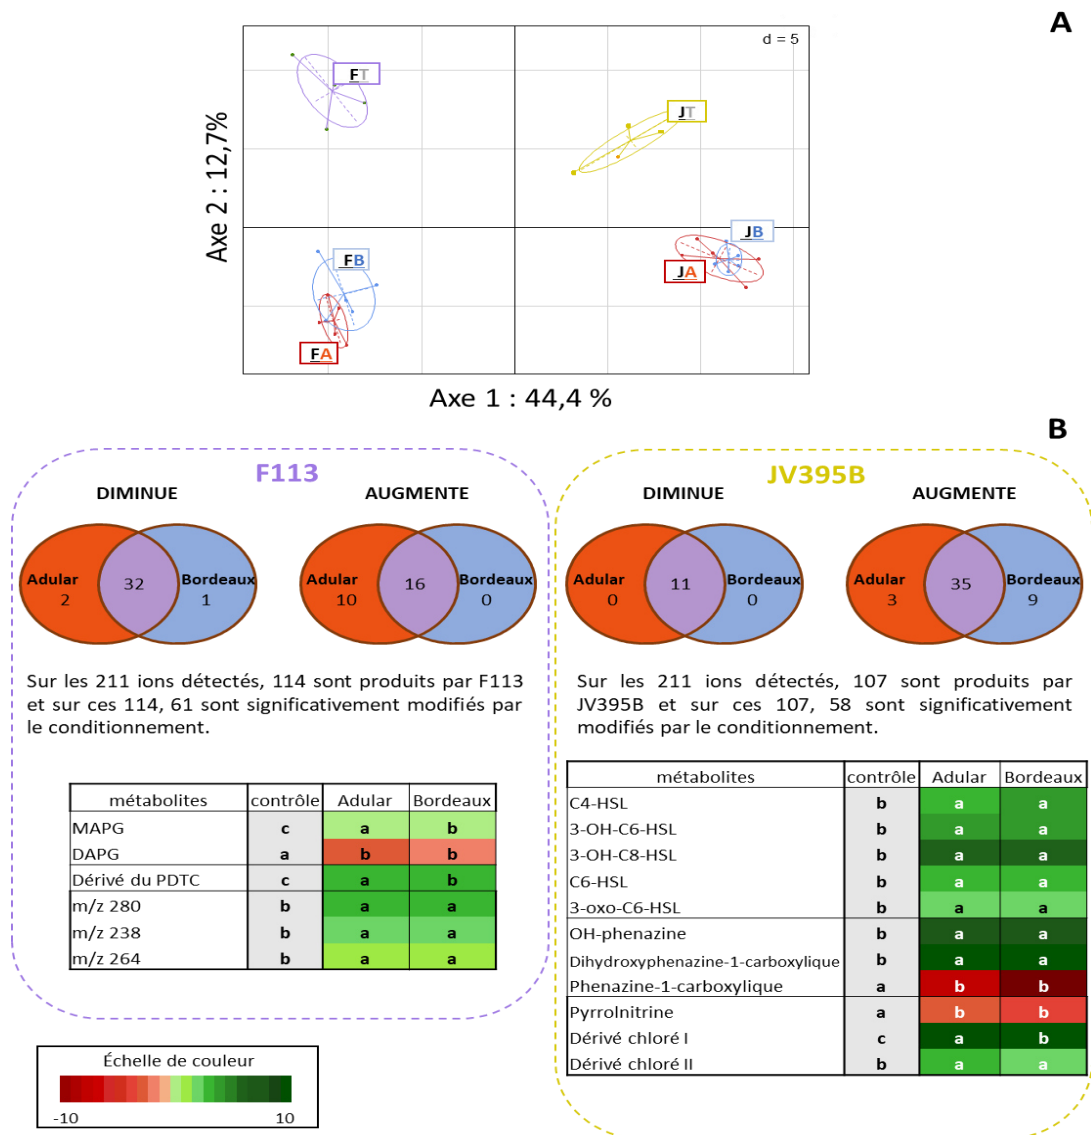 A
d = 5
FT
JT
JB
JA
FB
FA
Axe 2 : 12,7%
Axe 1 : 44,4 %
B
F113
DIMINUE AUGMENTE
Adular 2 32 Bordeaux 1
Adular 10 16 Bordeaux 0
Sur les 211 ions détectés, 114 sont produits par F113
et sur ces 114, 61 sont significativement modifiés par
le conditionnement.
métabolites contrôle Adular Bordeaux
MAPG c a b
DAPG a b b
Dérivé du PDTC c a b
m/z 280 b a a
m/z 238 b a a
m/z 264 b a a
Échelle de couleur
-10 10
JV395B
DIMINUE AUGMENTE
Adular 0 11 Bordeaux 0
Adular 3 35 Bordeaux 9
Sur les 211 ions détectés, 107 sont produits par
JV395B et sur ces 107, 58 sont significativement
modifiés par le conditionnement.
métabolites contrôle Adular Bordeaux
C4-HSL b a a
3-OH-C6-HSL b a a
3-OH-C8-HSL b a a
C6-HSL b a a
3-oxo-C6-HSL b a a
OH-phenazine b a a
Dihydroxyphenazine-1-carboxylique b a a
Phenazine-1-carboxylique a b b
Pyrrolnitrine a b b
Dérivé chloré I c a b
Dérivé chloré II b a a